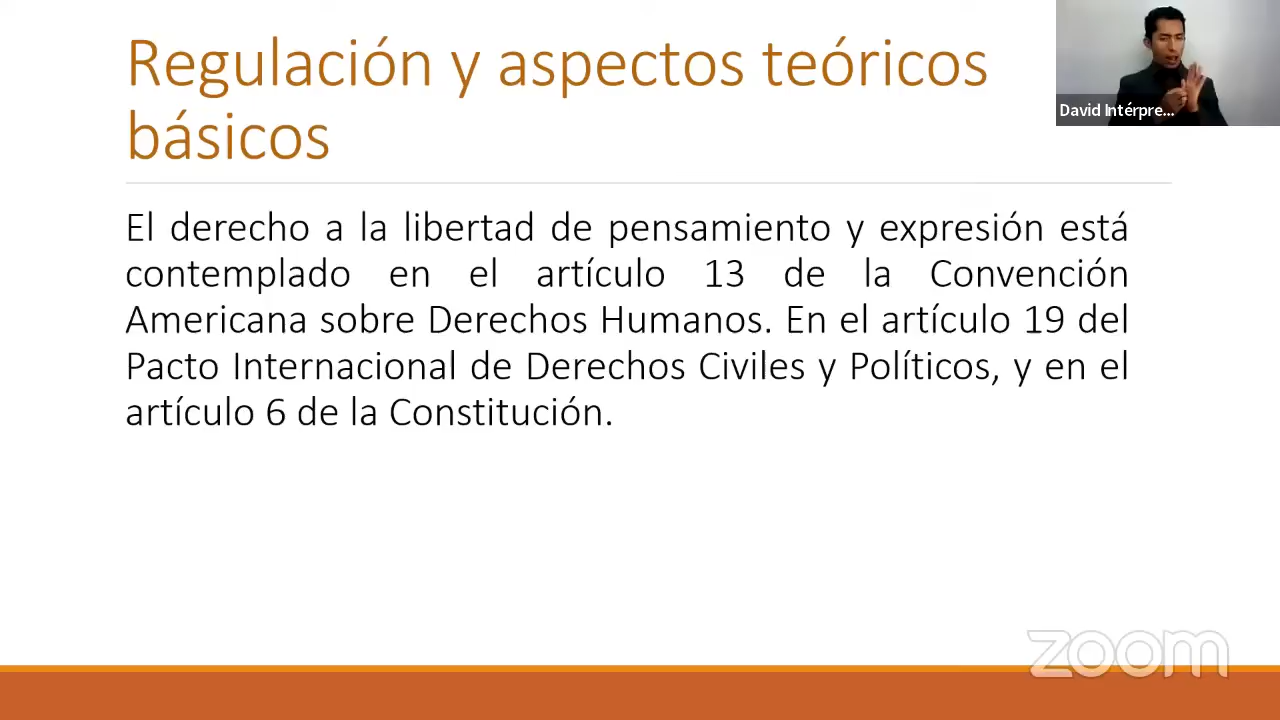 Regulación y aspectos teóricos
básicos
David Intérpre...
El derecho a la libertad de pensamiento y expresión está
contemplado en el artículo 13 de la Convención
Americana sobre Derechos Humanos. En el artículo 19 del
Pacto Internacional de Derechos Civiles y Políticos, y en el
artículo 6 de la Constitución.
zoom